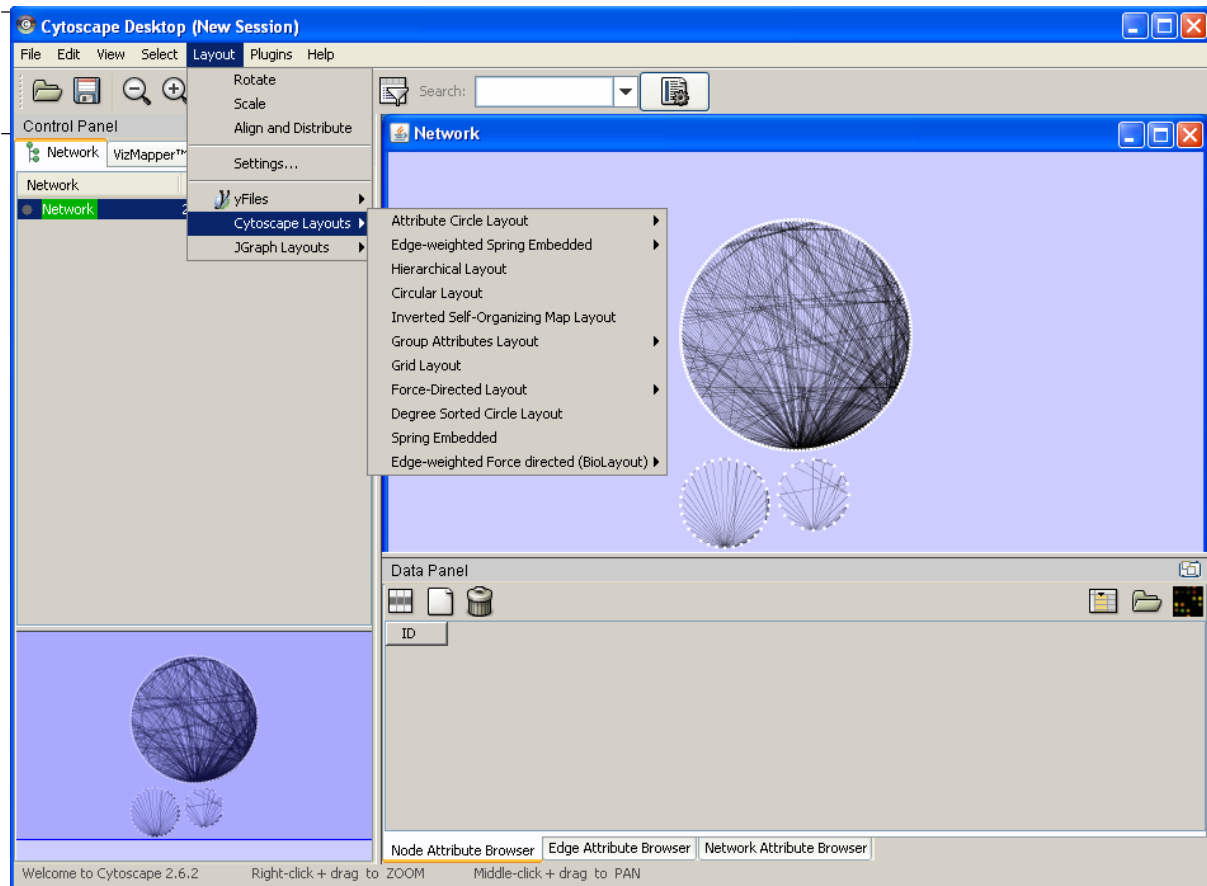 Cytoscape Desktop (New Session)
File Edit View Select Layout Plugins Help
Search:
Rotate
Scale
Align and Distribute
Settings...
yFiles
Cytoscape Layouts
JGraph Layouts
Attribute Circle Layout
Edge-weighted Spring Embedded
Hierarchical Layout
Circular Layout
Inverted Self-Organizing Map Layout
Group Attributes Layout
Grid Layout
Force-Directed Layout
Degree Sorted Circle Layout
Spring Embedded
Edge-weighted Force directed (BioLayout)
Control Panel
Network VizMapper™
Network
Network 2
Network
Data Panel
ID
Node Attribute Browser Edge Attribute Browser Network Attribute Browser
Welcome to Cytoscape 2.6.2 Right-click + drag to ZOOM Middle-click + drag to PAN